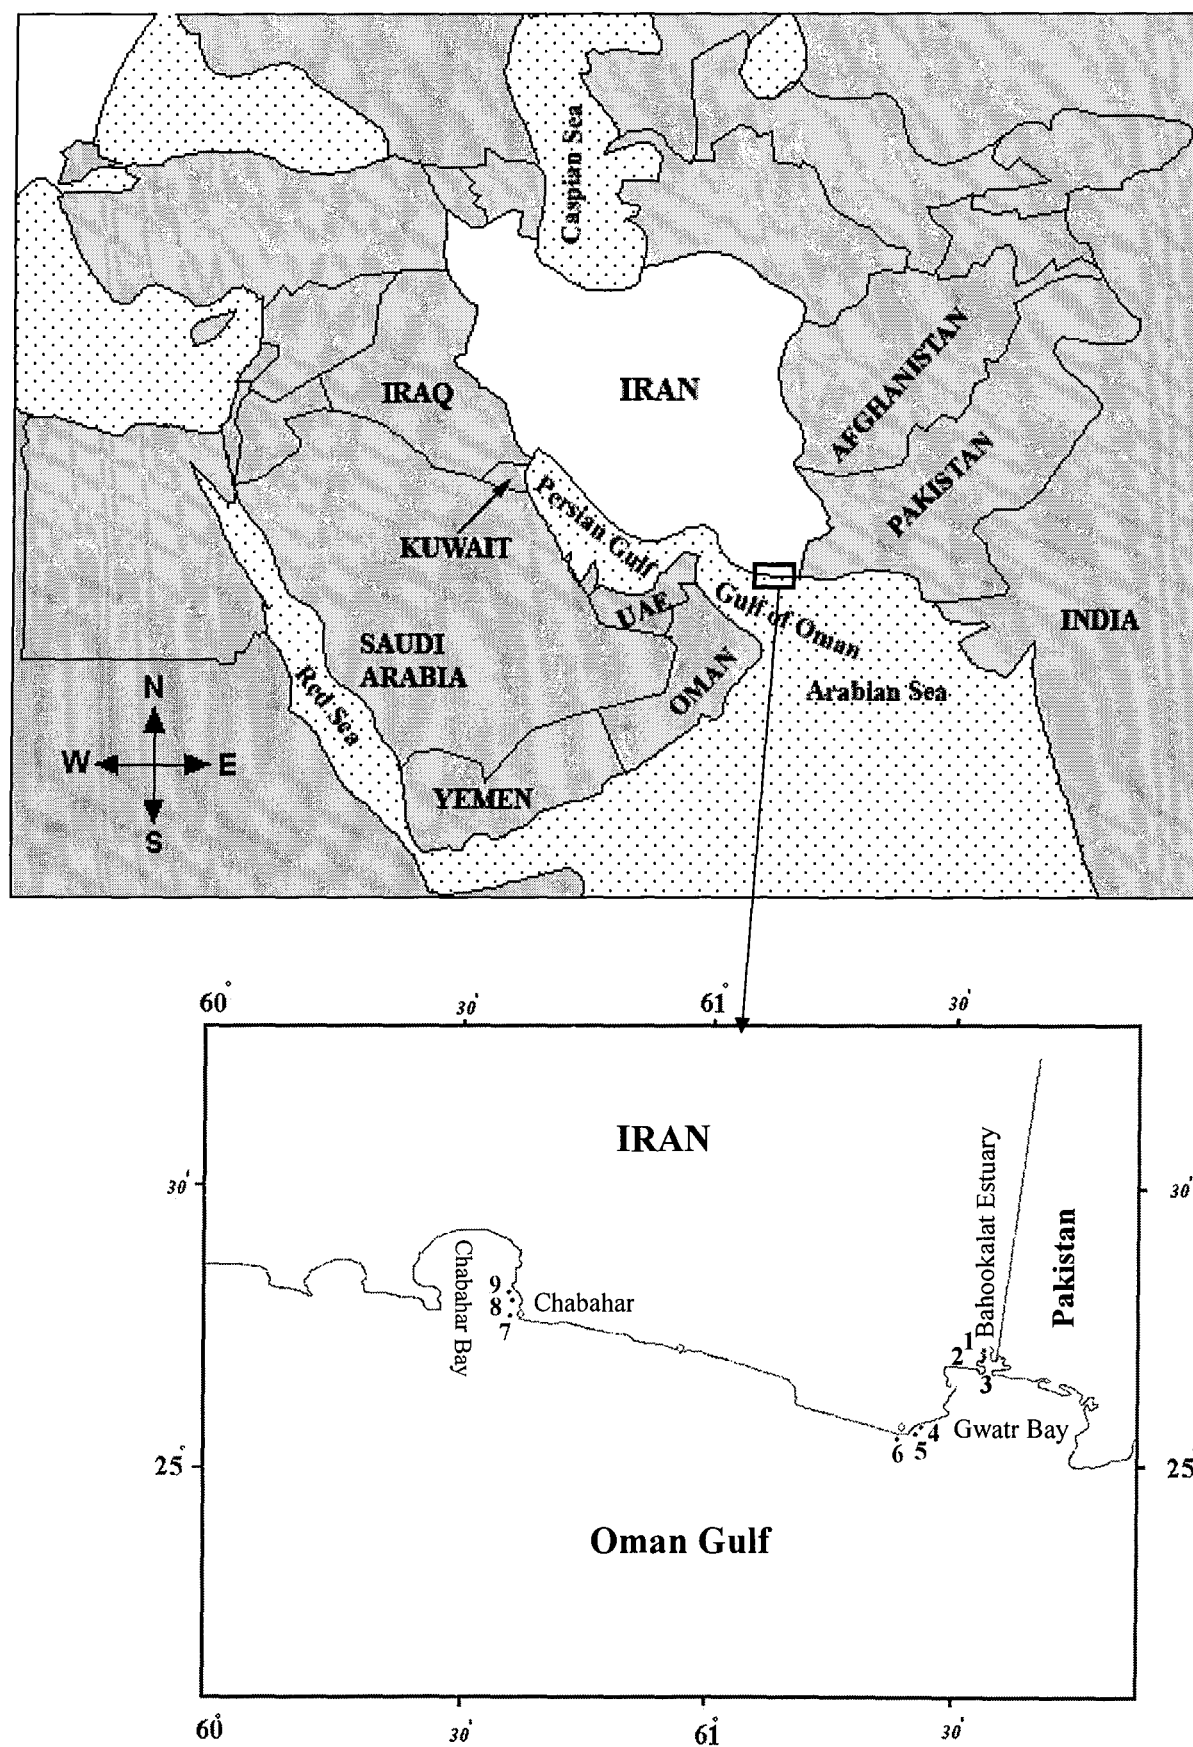 Caspian Sea
IRAQ
IRAN
AFGHANISTAN
PAKISTAN
Persian Gulf
KUWAIT
UAE
Gulf of Oman
INDIA
SAUDI
ARABIA
Red Sea
OMAN
Arabian Sea
N
W E
S
YEMEN
60° 30' 61° 30'
IRAN
Bahookalat Estuary
30' 30'
Pakistan
Chabahar Bay
9
8
7
Chabahar
1
2
3
4
5
6
Gwatr Bay
25° 25°
Oman Gulf
60° 30' 61° 30'